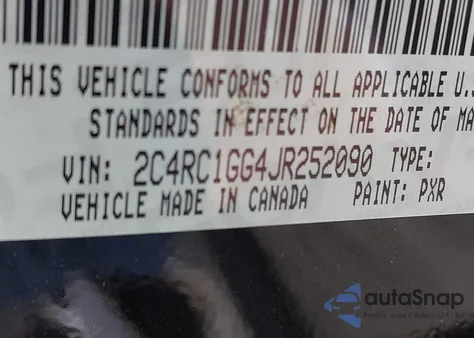 THIS VEHICLE CONFORMS TO ALL APPLICABLE U.S
STANDARDS IN EFFECT ON THE DATE OF MA
VIN: 2C4RC1GG4JR252090 TYPE:
VEHICLE MADE IN CANADA PAINT: PXR
autoSnap